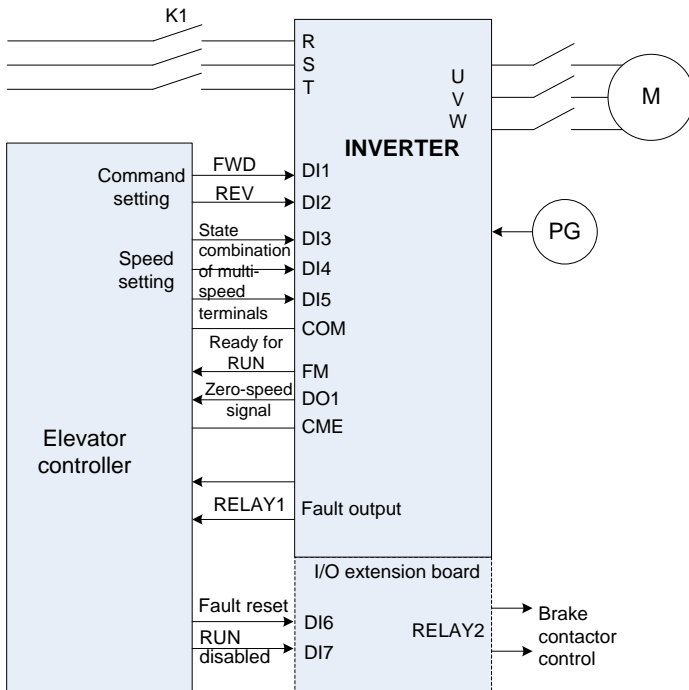 K1
R
S
T
U
V
W
M
INVERTER
Command
setting
FWD
DI1
REV
DI2
Speed
setting
State
combination
of multi-
speed
terminals
DI3
DI4
DI5
COM
PG
Ready for
RUN
FM
Zero-speed
signal
DO1
CME
Elevator
controller
RELAY1
Fault output
I/O extension board
Fault reset
DI6
RUN
disabled
DI7
RELAY2
Brake
contactor
control